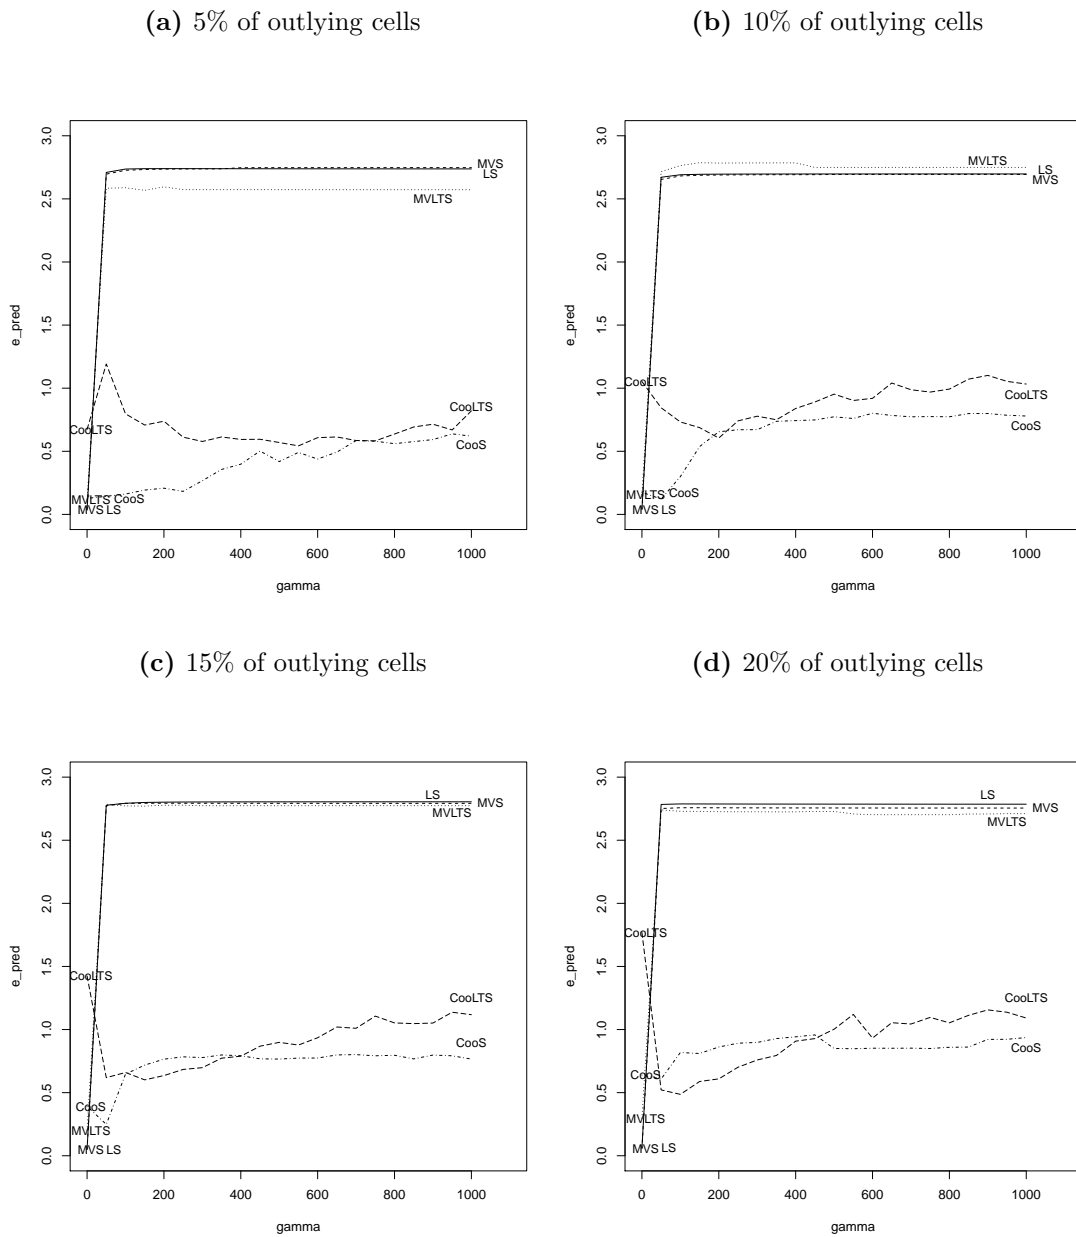 (a) 5% of outlying cells
3.0
2.5
2.0
1.5
1.0
0.5
0.0
e_pred
MVS
LS
MVLTS
CooLTS
CooLTS
CooS
MVLTS
CooS
MVS
LS
0 200 400 600 800 1000
gamma
(b) 10% of outlying cells
3.0
2.5
2.0
1.5
1.0
0.5
0.0
e_pred
MVLTS
LS
MVS
CooLTS
CooLTS
CooS
MVLTS
CooS
MVS
LS
0 200 400 600 800 1000
gamma
(c) 15% of outlying cells
3.0
2.5
2.0
1.5
1.0
0.5
0.0
e_pred
LS
MVS
MVLTS
CooLTS
CooLTS
CooS
CooS
MVLTS
MVS
LS
0 200 400 600 800 1000
gamma
(d) 20% of outlying cells
3.0
2.5
2.0
1.5
1.0
0.5
0.0
e_pred
LS
MVS
MVLTS
CooLTS
CooLTS
CooS
CooS
MVLTS
MVS
LS
0 200 400 600 800 1000
gamma